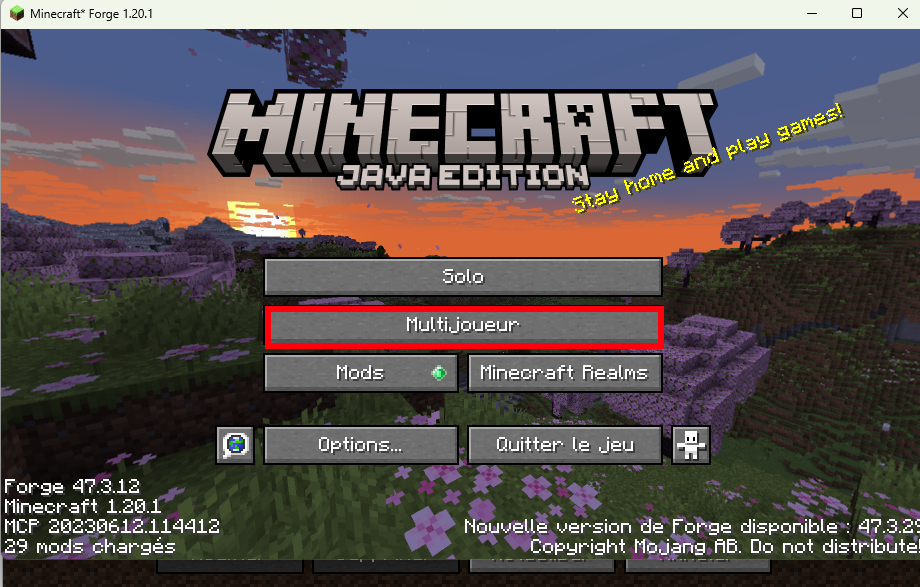 Minecraft* Forge 1.20.1
MINECRAFT
JAVA EDITION
Stay home and play games!
Solo
Multijoueur
Mods
Minecraft Realms
Options...
Quitter le jeu
Forge 47.3.12
Minecraft 1.20.1
MCP 20230612.114412
29 mods chargés
Nouvelle version de Forge disponible : 47.3.29
Copyright Mojang AB. Do not distribute!